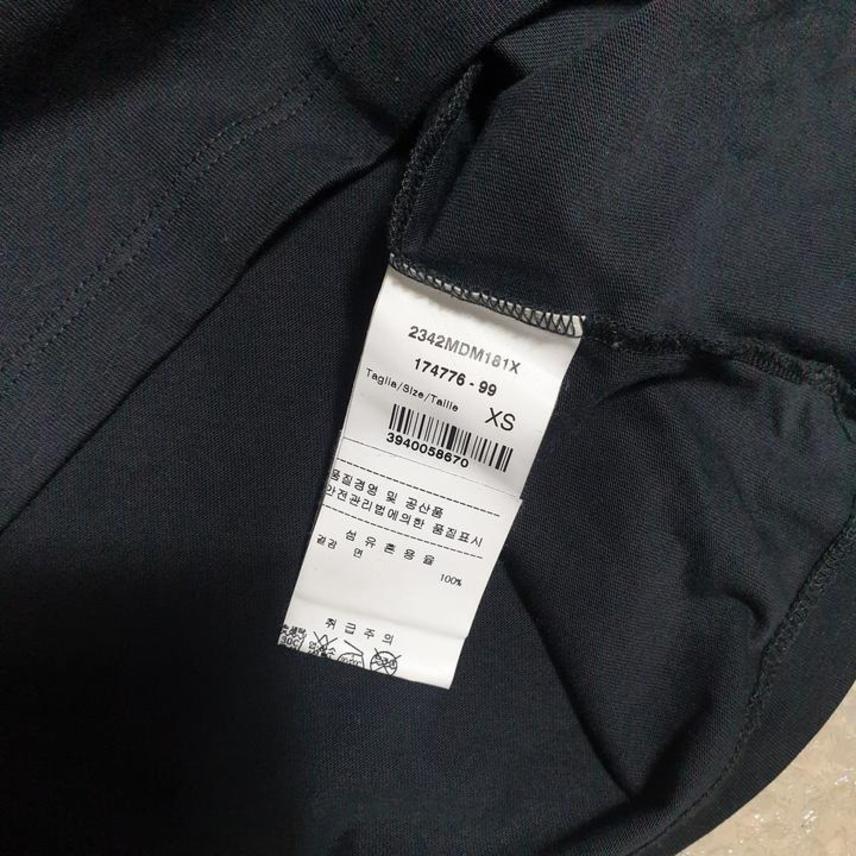 2342MDM181X
174776-99
Taglia/Size/Taille XS
3940058670
품질경영 및 공산품
안전관리법에의한 품질표시
섬유혼용율
겉감 면 100%
취급주의